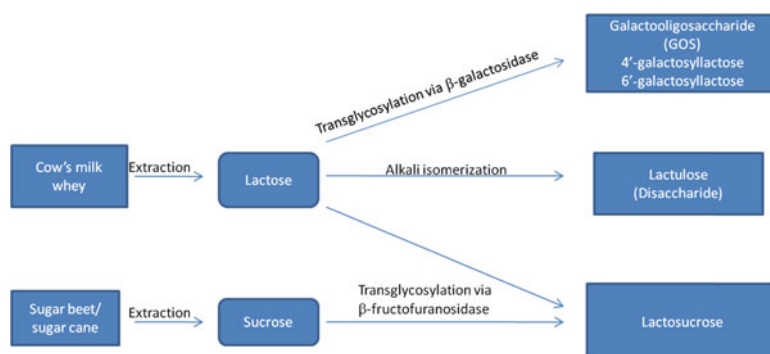 Galactooligosaccharide
(GOS)
4’-galactosyllactose
6’-galactosyllactose
Transglycosylation via β-galactosidase
Cow’s milk
whey
Extraction
Lactose
Alkali isomerization
Lactulose
(Disaccharide)
Sugar beet/
sugar cane
Extraction
Sucrose
Transglycosylation via
β-fructofuranosidase
Lactosucrose